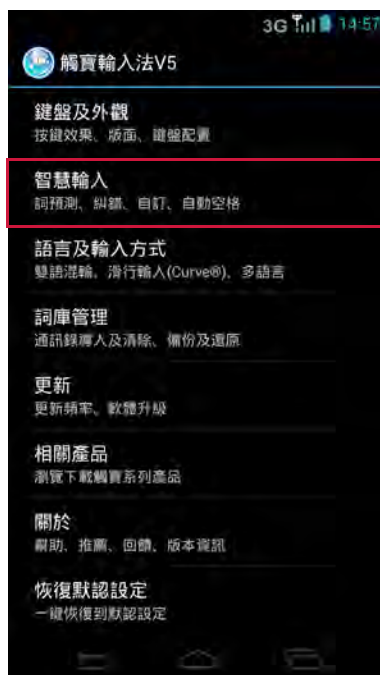 3G 14:57
觸寶輸入法V5
鍵盤及外觀
按鍵效果、版面、鍵盤配置
智慧輸入
詞預測、糾錯、自訂、自動空格
語言及輸入方式
雙語混輸、滑行輸入(Curve®)、多語言
詞庫管理
通訊錄導入及清除、備份及還原
更新
更新頻率、軟體升級
相關產品
瀏覽下載觸寶系列產品
關於
幫助、推薦、回饋、版本資訊
恢復默認設定
一鍵恢復到默認設定